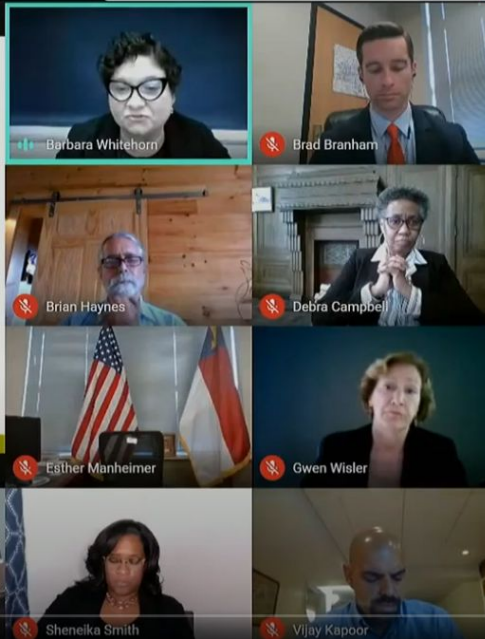 Barbara Whitehorn
Brad Branham
Brian Haynes
Debra Campbell
Esther Manheimer
Gwen Wisler
Sheneika Smith
Vijay Kapoor